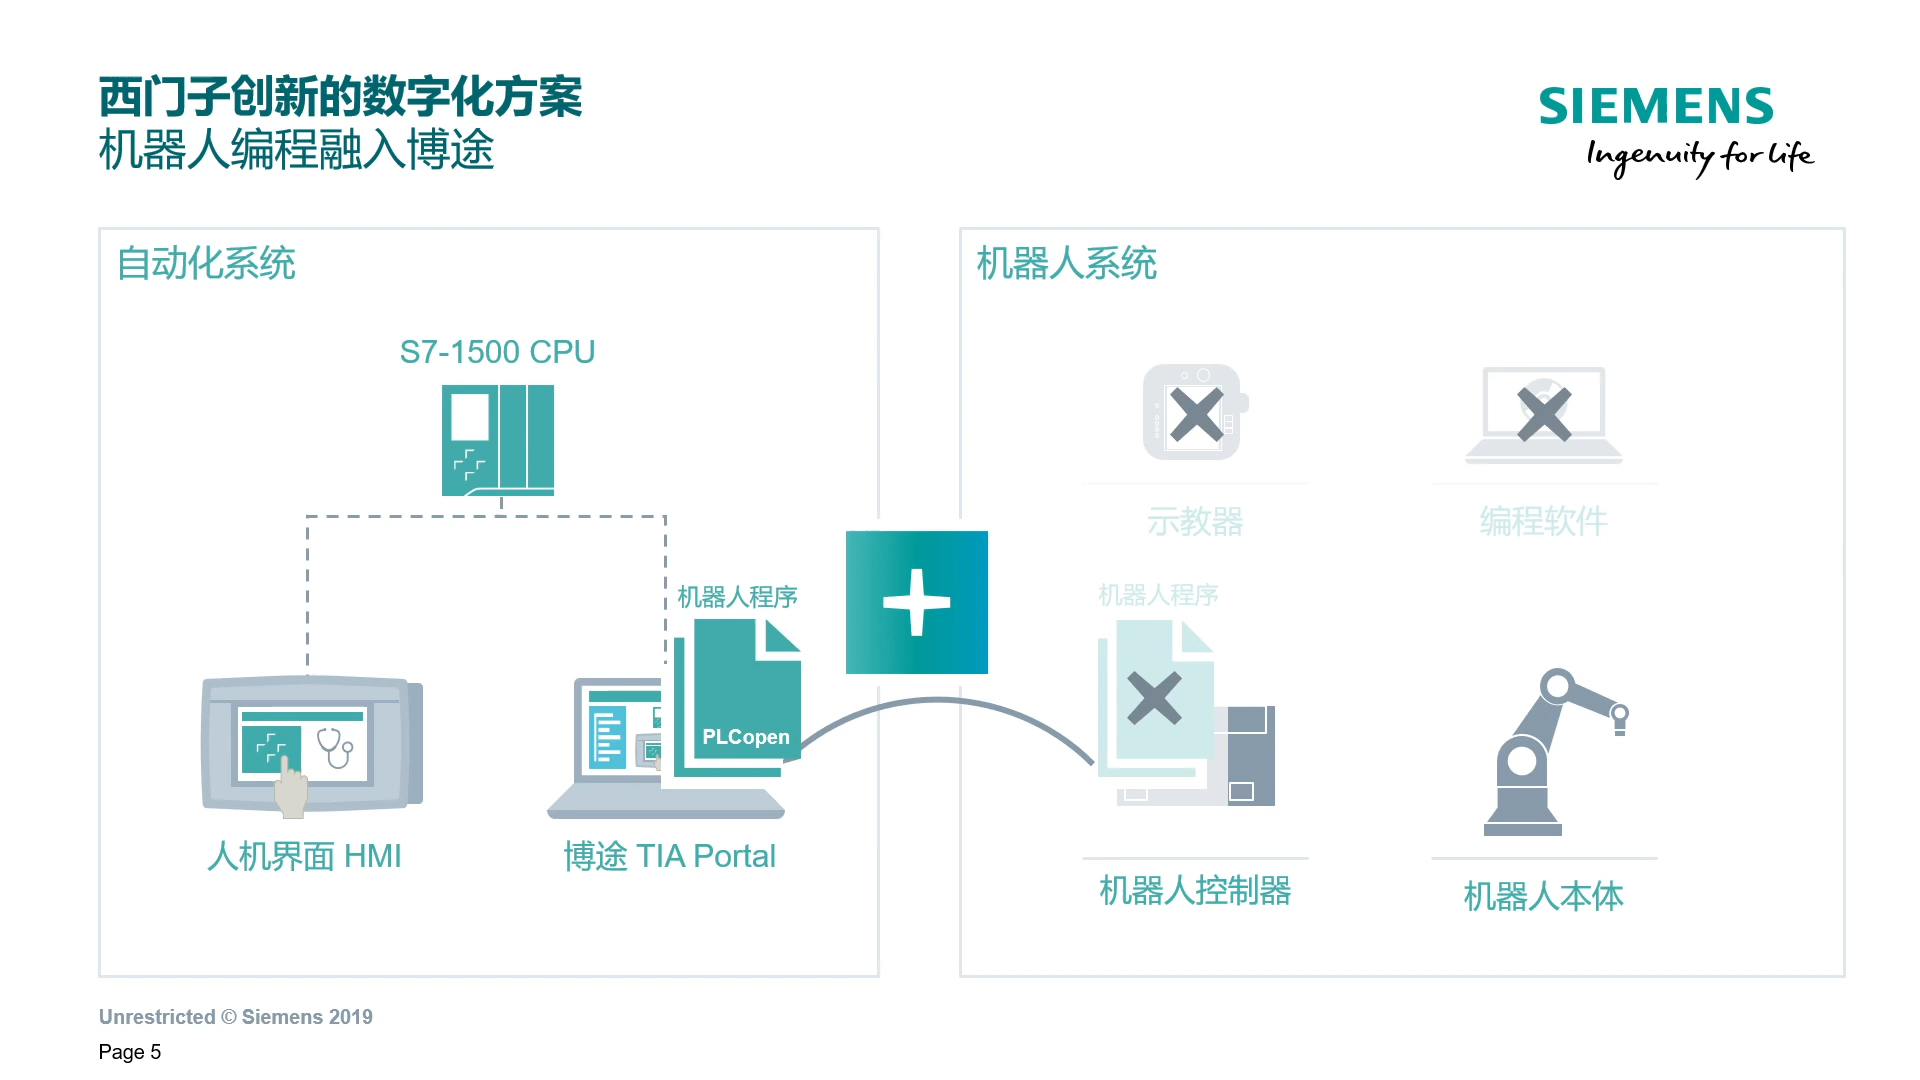 西门子创新的数字化方案
机器人编程融入博途
SIEMENS
Ingenuity for life
自动化系统
S7-1500 CPU
机器人程序
PLCopen
人机界面 HMI
博途 TIA Portal
机器人系统
示教器
编程软件
机器人程序
机器人控制器
机器人本体
Unrestricted © Siemens 2019
Page 5